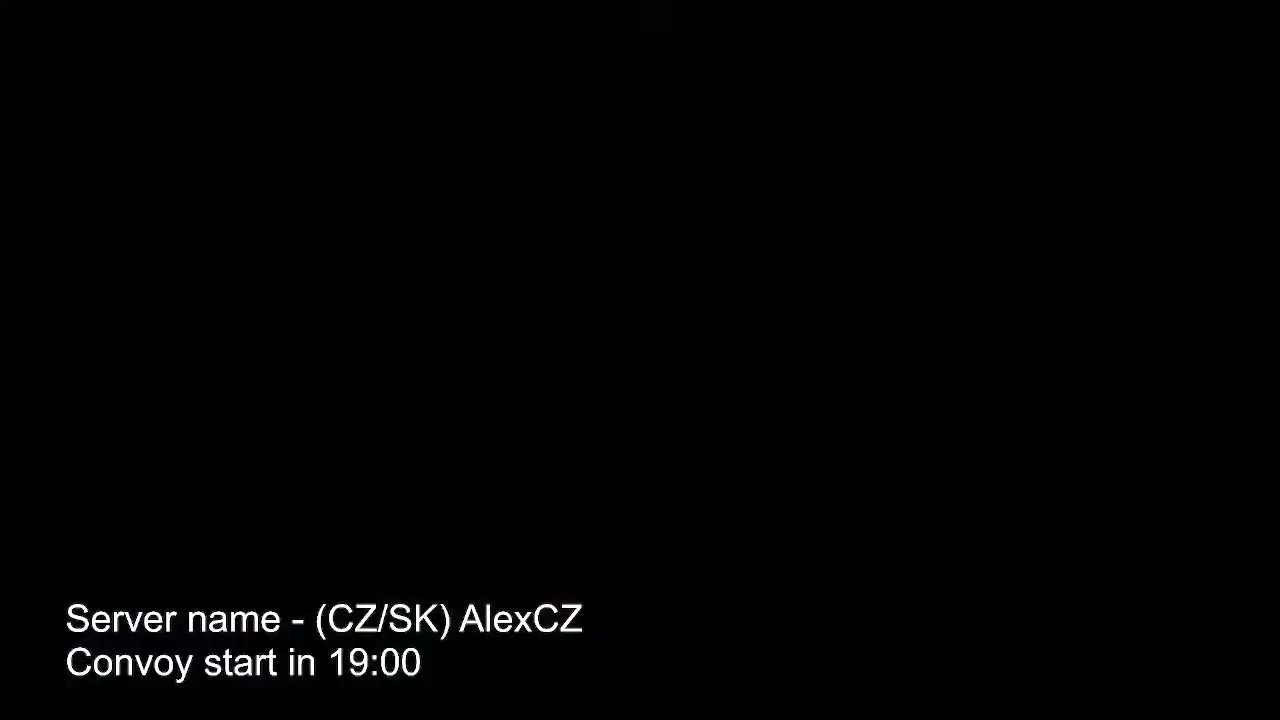 Server name - (CZ/SK) AlexCZ
Convoy start in 19:00